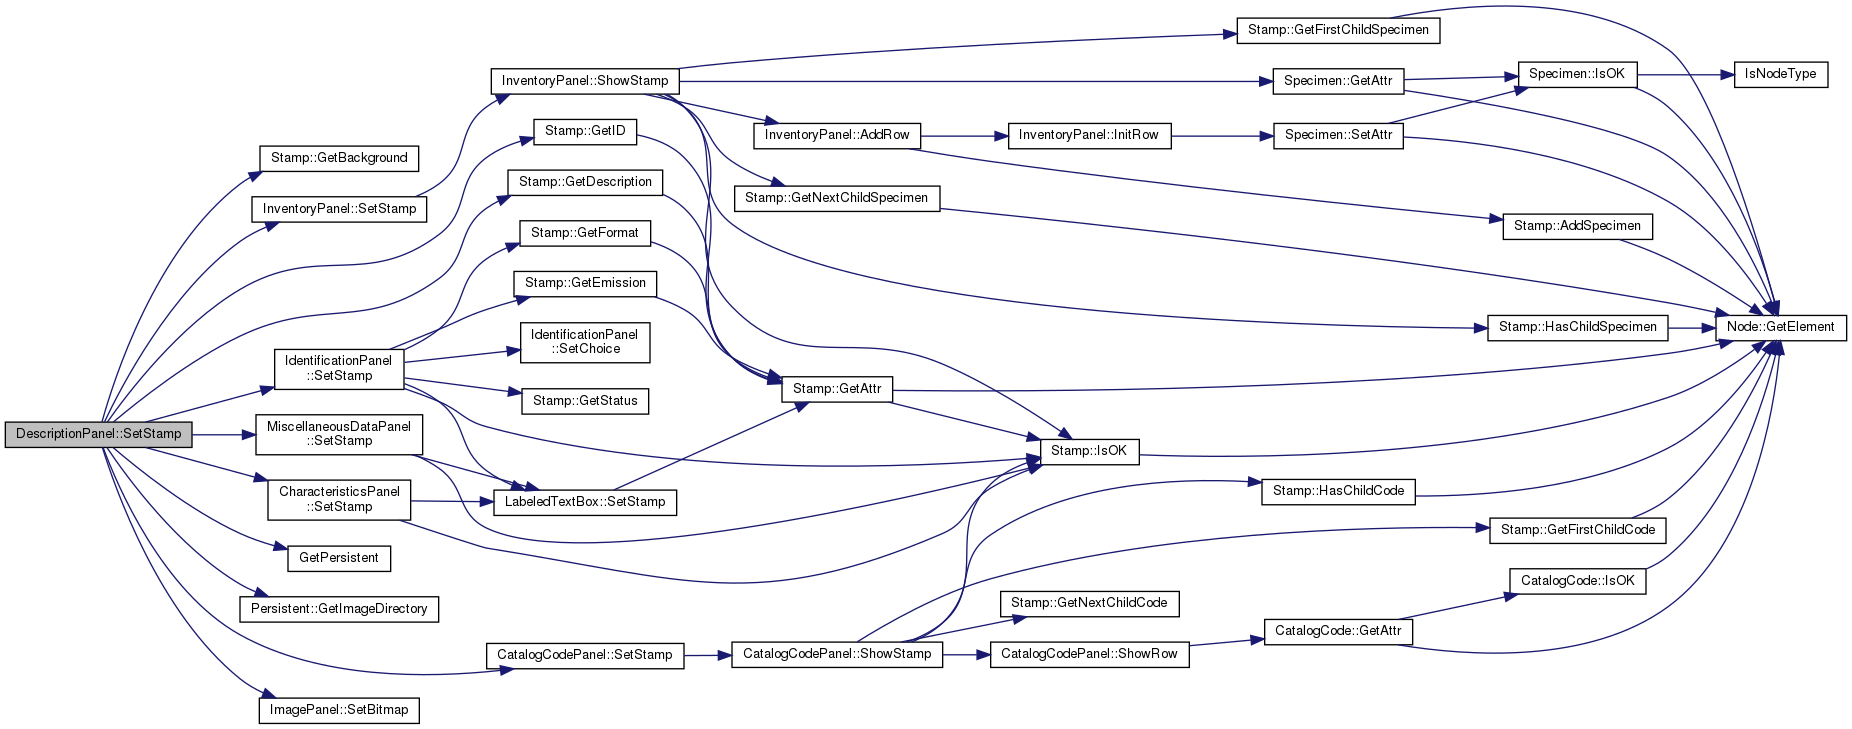 DescriptionPanel::SetStamp
Stamp::GetBackground
InventoryPanel::SetStamp
IdentificationPanel
::SetStamp
MiscellaneousDataPanel
::SetStamp
CharacteristicsPanel
::SetStamp
GetPersistent
Persistent::GetImageDirectory
ImagePanel::SetBitmap
InventoryPanel::ShowStamp
Stamp::GetID
Stamp::GetDescription
Stamp::GetFormat
Stamp::GetEmission
IdentificationPanel
::SetChoice
Stamp::GetStatus
LabeledTextBox::SetStamp
CatalogCodePanel::SetStamp
InventoryPanel::AddRow
Stamp::GetNextChildSpecimen
Stamp::GetAttr
CatalogCodePanel::ShowStamp
InventoryPanel::InitRow
Stamp::IsOK
Stamp::GetNextChildCode
CatalogCodePanel::ShowRow
Stamp::GetFirstChildSpecimen
Specimen::GetAttr
Specimen::SetAttr
Stamp::HasChildCode
CatalogCode::GetAttr
Specimen::IsOK
Stamp::AddSpecimen
Stamp::HasChildSpecimen
Stamp::GetFirstChildCode
CatalogCode::IsOK
IsNodeType
Node::GetElement